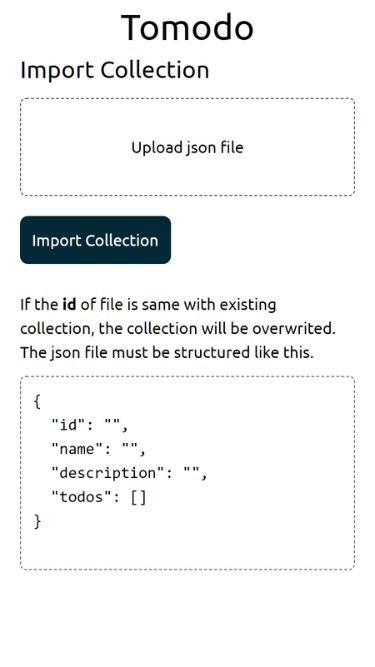 Tomodo
Import Collection
Upload json file
Import Collection
If the id of file is same with existing
collection, the collection will be overwrited.
The json file must be structured like this.
{
  "id": "",
  "name": "",
  "description": "",
  "todos": []
}